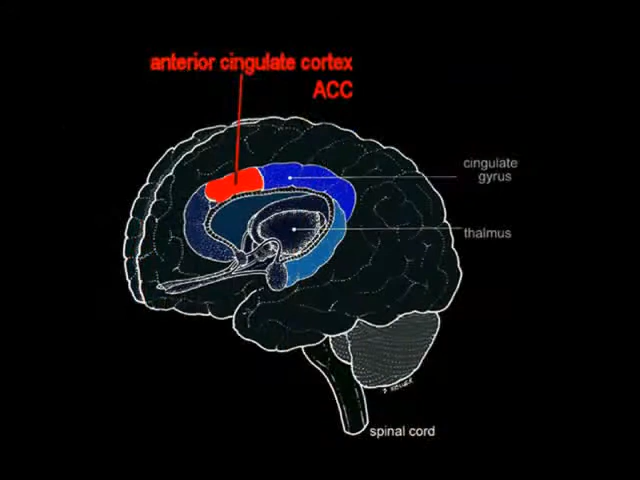 anterior cingulate cortex
ACC
cingulate
gyrus
thalmus
spinal cord